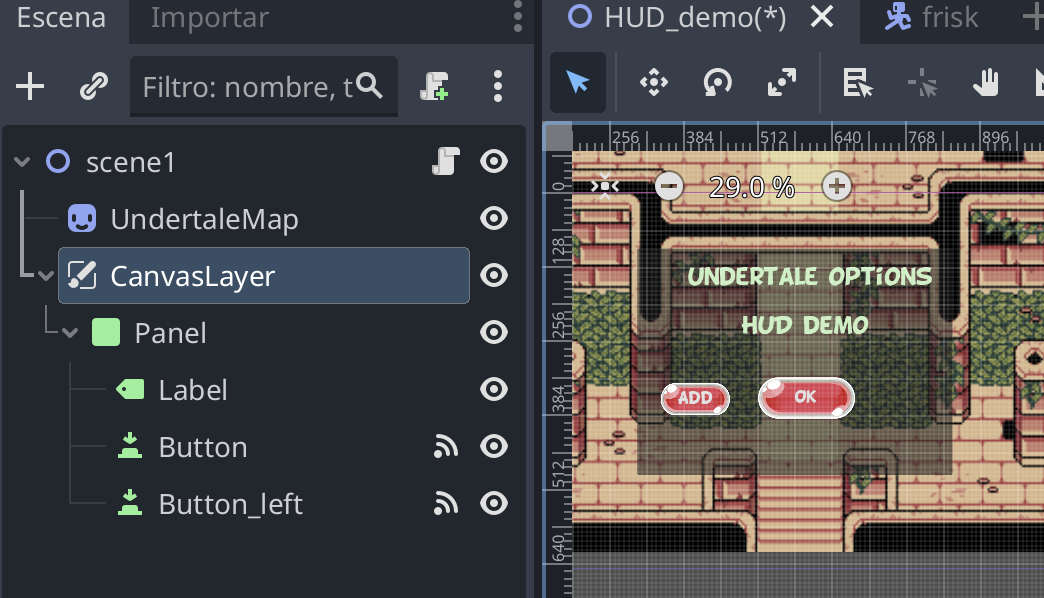 Escena
Importar
HUD_demo(*)
frisk
Filtro: nombre, t
scene1
UndertaleMap
CanvasLayer
Panel
Label
Button
Button_left
256
384
512
640
768
896
29.0 %
0
128
256
384
512
640
UNDERTALE OPTIONS
HUD DEMO
ADD
OK